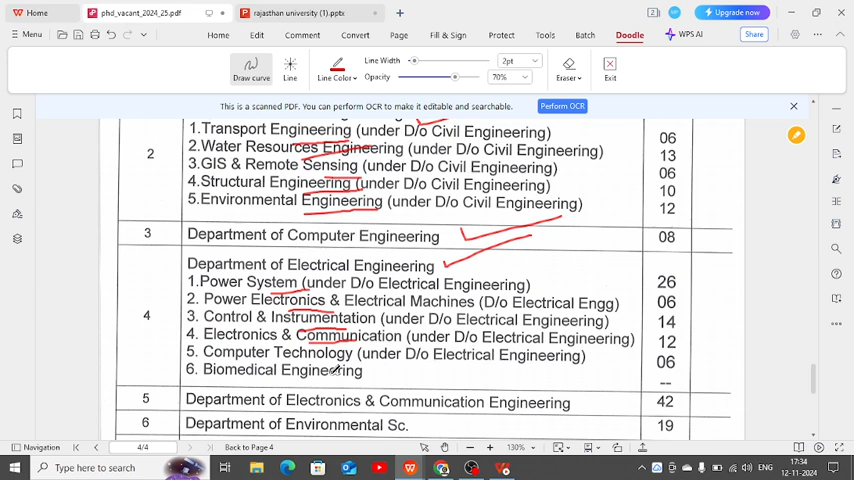 Home
phd_vacant_2024_25.pdf
rajasthan university (1).pptx
+
2
WP
Upgrade now
Menu
Home
Edit
Comment
Convert
Page
Fill & Sign
Protect
Tools
Batch
Doodle
WPS AI
Share
Draw curve
Line
Line Color
Line Width
2pt
Opacity
70%
Eraser
Exit
This is a scanned PDF. You can perform OCR to make it editable and searchable.
Perform OCR
2
1.Transport Engineering (under D/o Civil Engineering) 06
2.Water Resources Engineering (under D/o Civil Engineering) 13
3.GIS & Remote Sensing (under D/o Civil Engineering) 06
4.Structural Engineering (under D/o Civil Engineering) 10
5.Environmental Engineering (under D/o Civil Engineering) 12
3 Department of Computer Engineering 08
4
Department of Electrical Engineering
1.Power System (under D/o Electrical Engineering) 26
2. Power Electronics & Electrical Machines (D/o Electrical Engg) 06
3. Control & Instrumentation (under D/o Electrical Engineering) 14
4. Electronics & Communication (under D/o Electrical Engineering) 12
5. Computer Technology (under D/o Electrical Engineering) 06
6. Biomedical Engineering --
5 Department of Electronics & Communication Engineering 42
6 Department of Environmental Sc. 19
Navigation
4/4
Back to Page 4
130%
Type here to search
ENG
17:34
12-11-2024